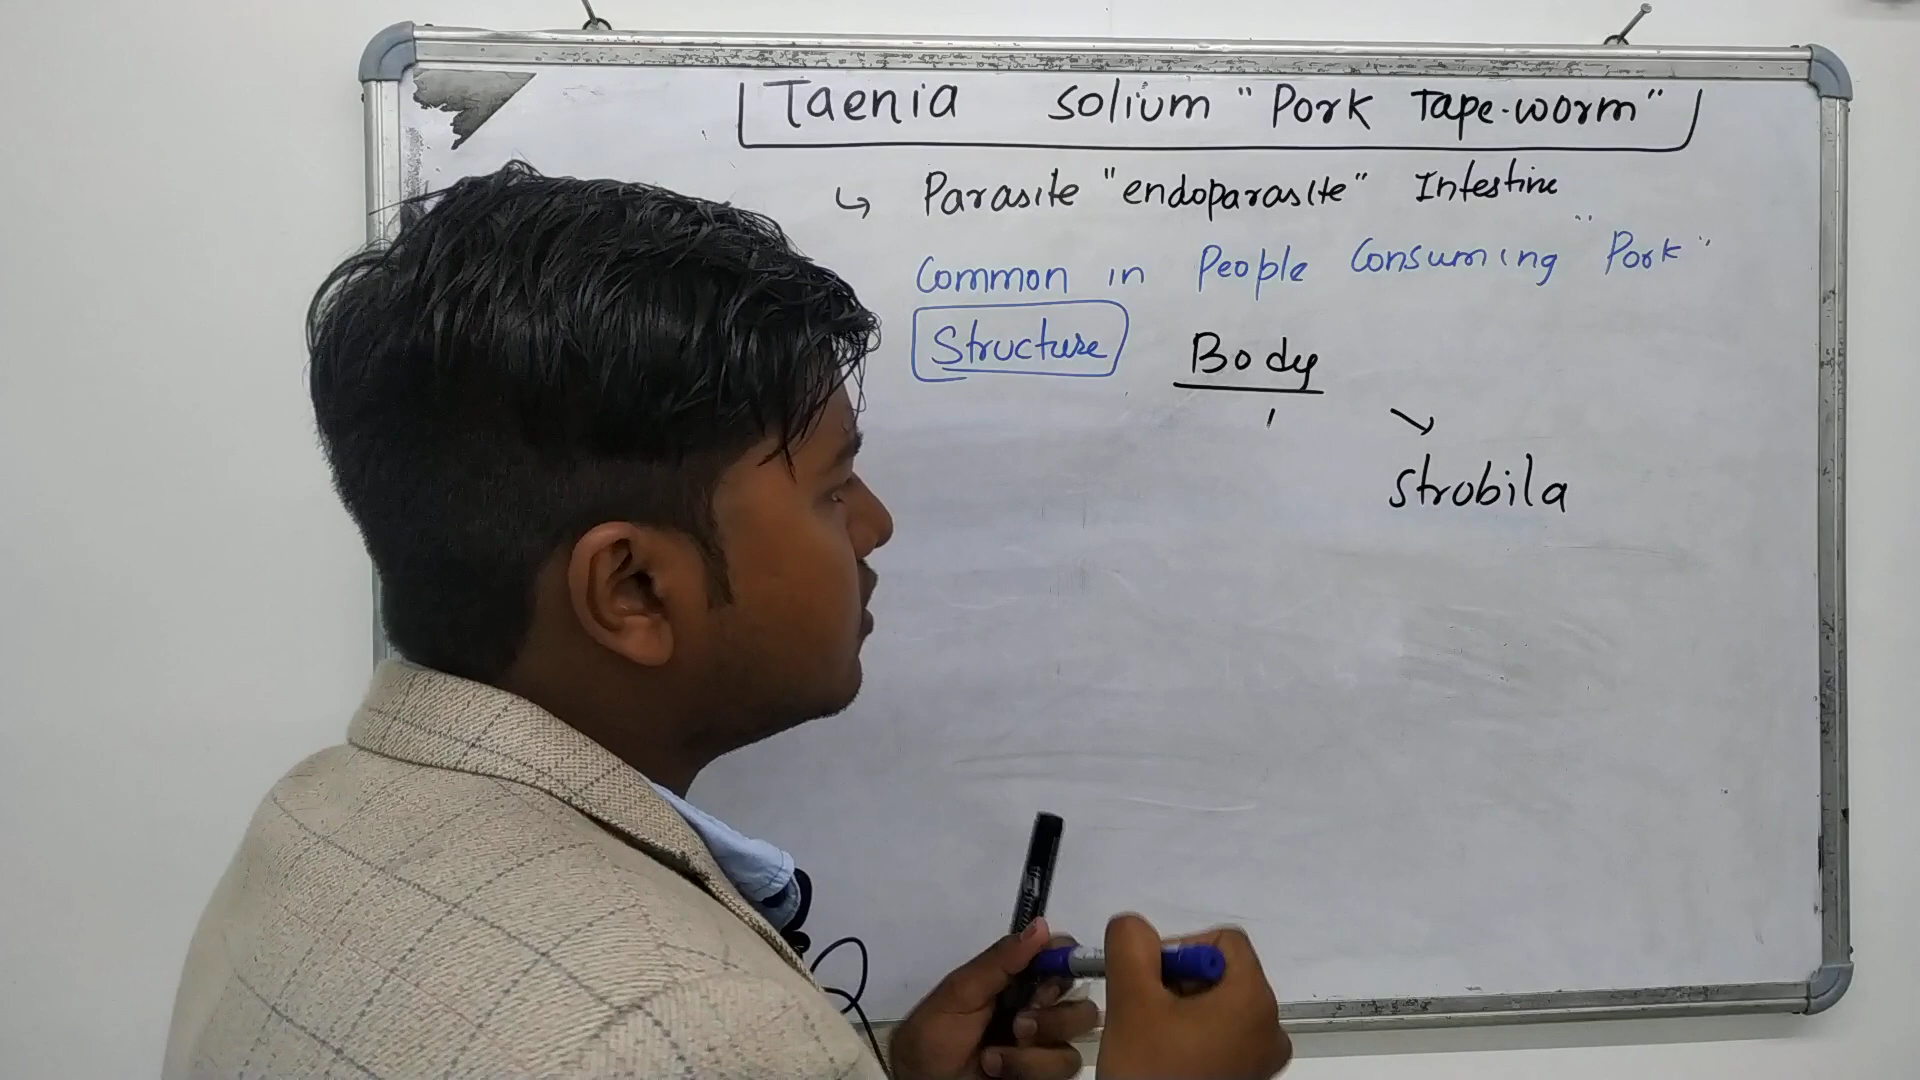 Taenia solium "Pork Tape-worm"
↳ Parasite "endoparasite" Intestine
Common in People Consuming "Pork"
Structure Body
strobila